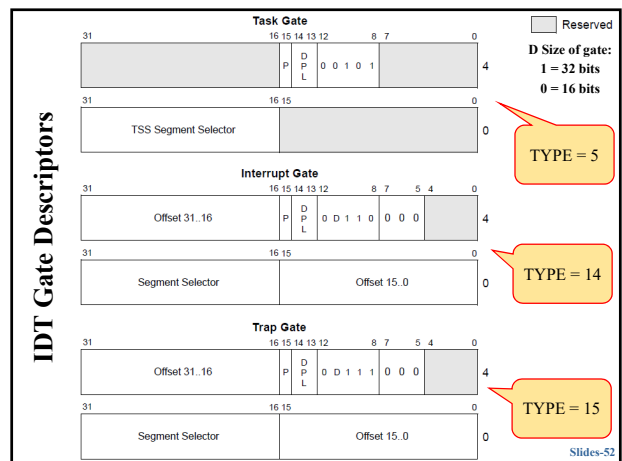 Task Gate
Reserved
31 16 15 14 13 12 8 7 0
P D P L 0 0 1 0 1 4
D Size of gate:
1 = 32 bits
0 = 16 bits
31 16 15 0
TSS Segment Selector 0
TYPE = 5
IDT Gate Descriptors
Interrupt Gate
31 16 15 14 13 12 8 7 5 4 0
Offset 31..16 P D P L 0 D 1 1 0 0 0 0 4
31 16 15 0
Segment Selector Offset 15..0 0
TYPE = 14
Trap Gate
31 16 15 14 13 12 8 7 5 4 0
Offset 31..16 P D P L 0 D 1 1 1 0 0 0 4
31 16 15 0
Segment Selector Offset 15..0 0
TYPE = 15
Slides-52